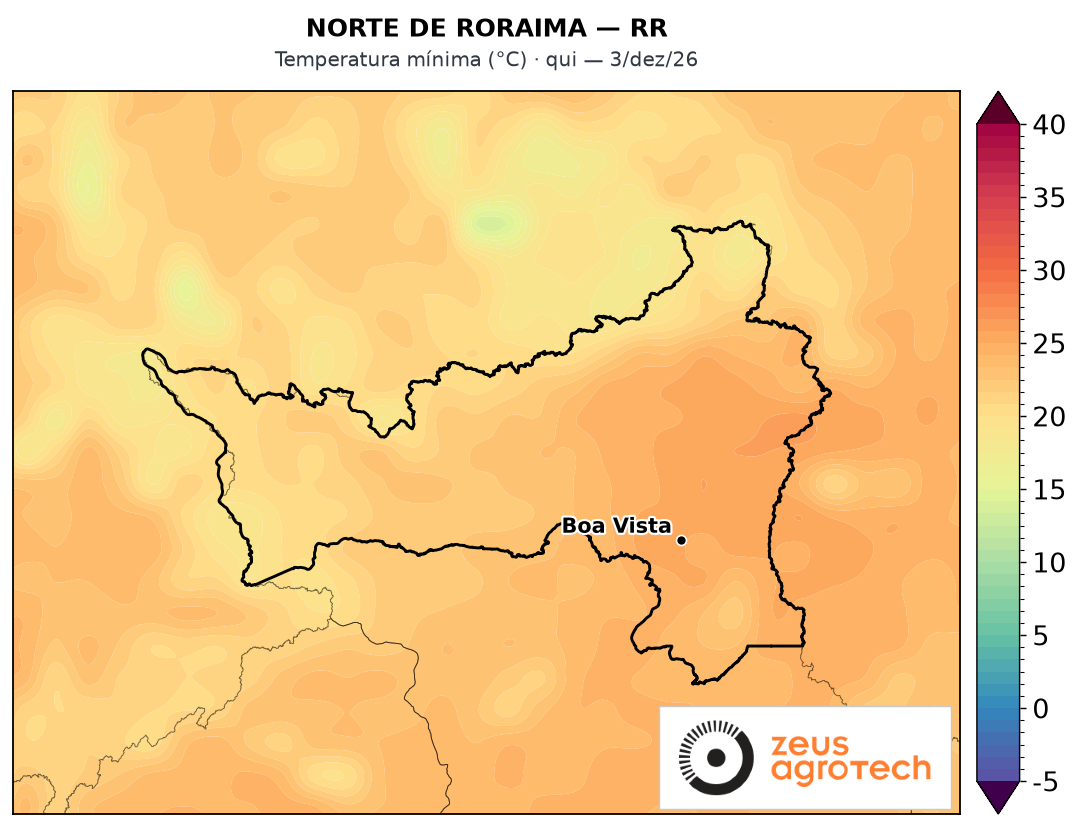 NORTE DE RORAIMA — RR
Temperatura mínima (°C) · qui — 3/dez/26
40
35
30
25
20
15
10
5
0
-5
Boa Vista
zeus
agrotech